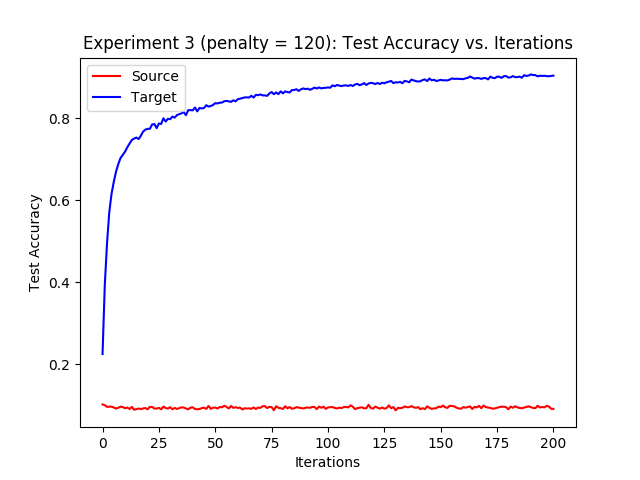 Experiment 3 (penalty = 120): Test Accuracy vs. Iterations
Source
Target
0.8
0.6
0.4
0.2
Test Accuracy
0 25 50 75 100 125 150 175 200
Iterations